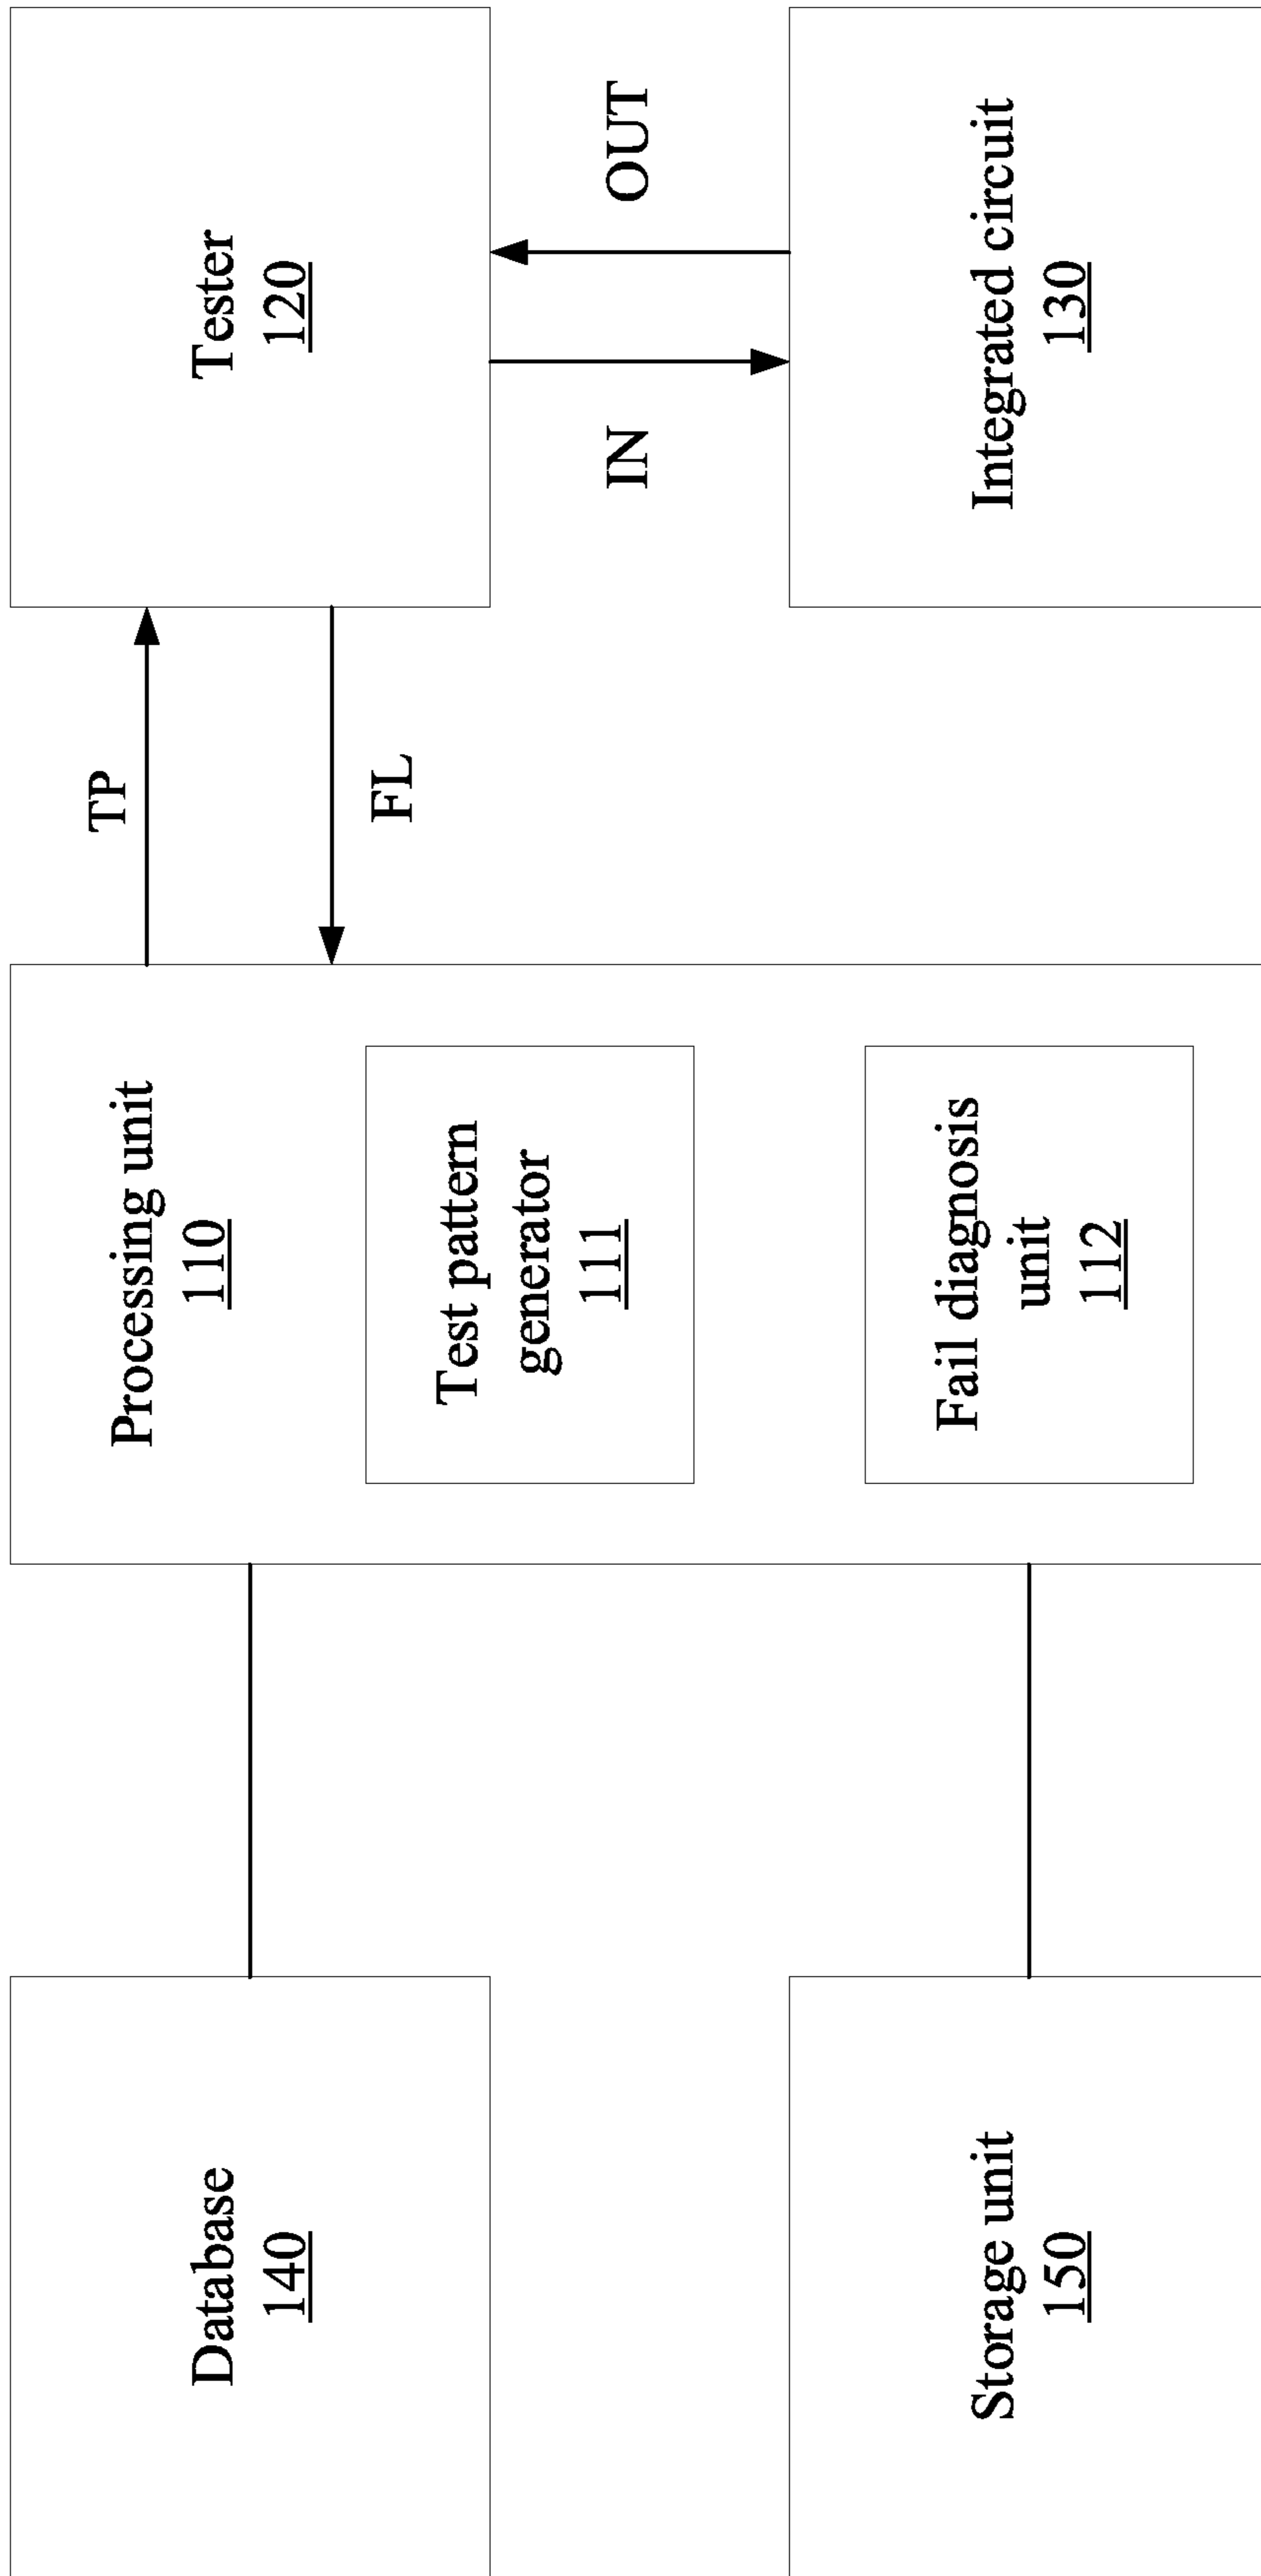 Database
140
Storage unit
150
Processing unit
110
Test pattern
generator
111
Fail diagnosis
unit
112
TP
FL
Tester
120
IN
OUT
Integrated circuit
130